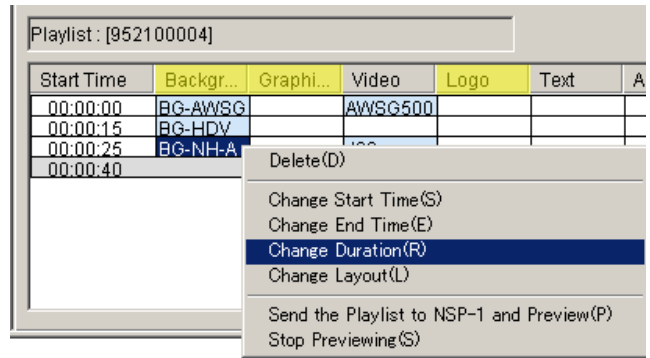 Playlist : [952100004]
Start Time Backgr... Graphi... Video Logo Text A
00:00:00 BG-AWSG AWSG500
00:00:15 BG-HDV
00:00:25 BG-NH-A
00:00:40
Delete(D)
Change Start Time(S)
Change End Time(E)
Change Duration(R)
Change Layout(L)
Send the Playlist to NSP-1 and Preview(P)
Stop Previewing(S)